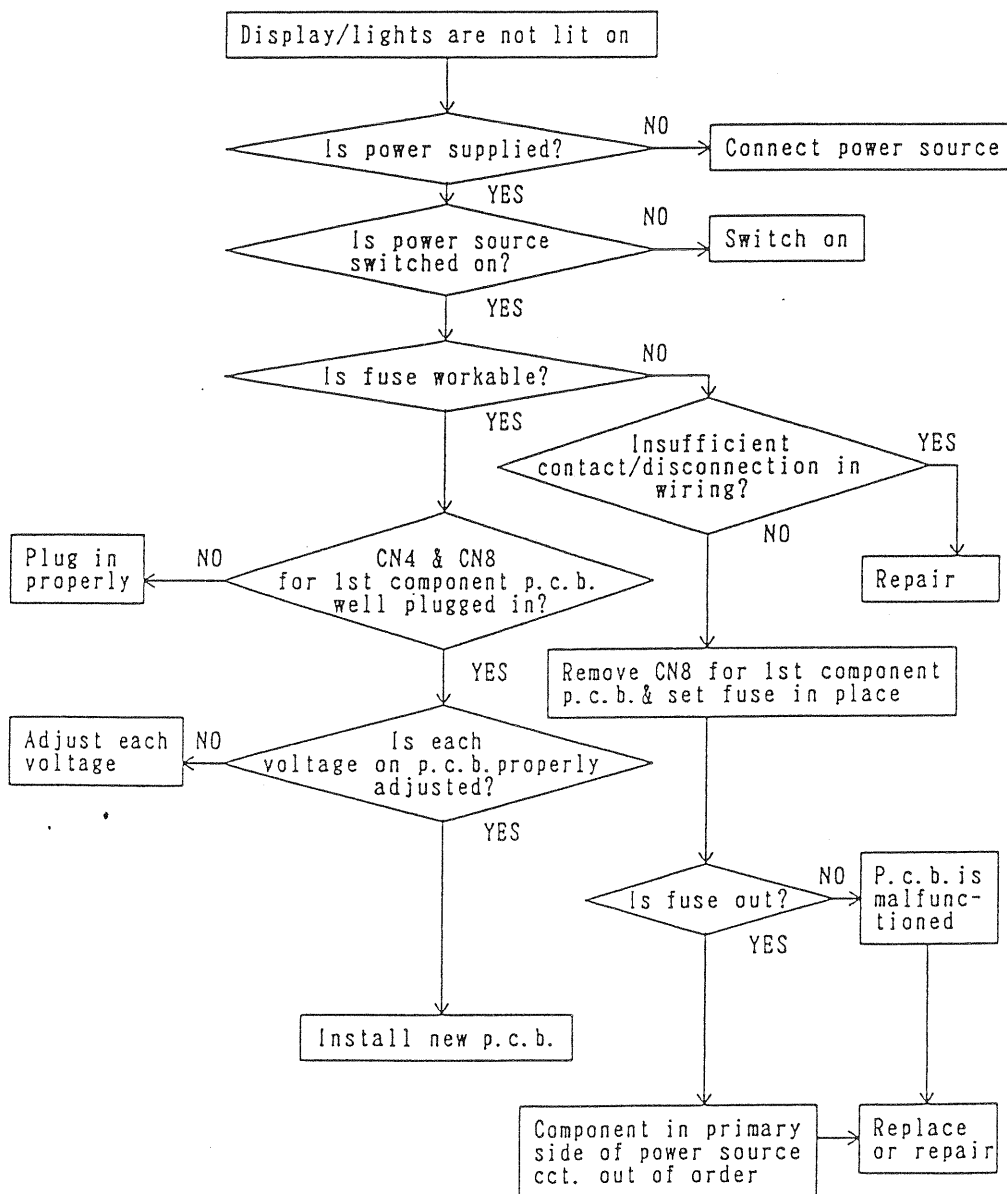 Display/lights are not lit on
Is power supplied?
NO
Connect power source
YES
Is power source
switched on?
NO
Switch on
YES
Is fuse workable?
NO
YES
Insufficient
contact/disconnection in
wiring?
YES
NO
Repair
CN4 & CN8
for 1st component p.c.b.
well plugged in?
NO
Plug in
properly
YES
Remove CN8 for 1st component
p.c.b.& set fuse in place
Is each
voltage on p.c.b.properly
adjusted?
NO
Adjust each
voltage
YES
Is fuse out?
NO
P.c.b.is
malfunc-
tioned
YES
Install new p.c.b.
Component in primary
side of power source
cct. out of order
Replace
or repair